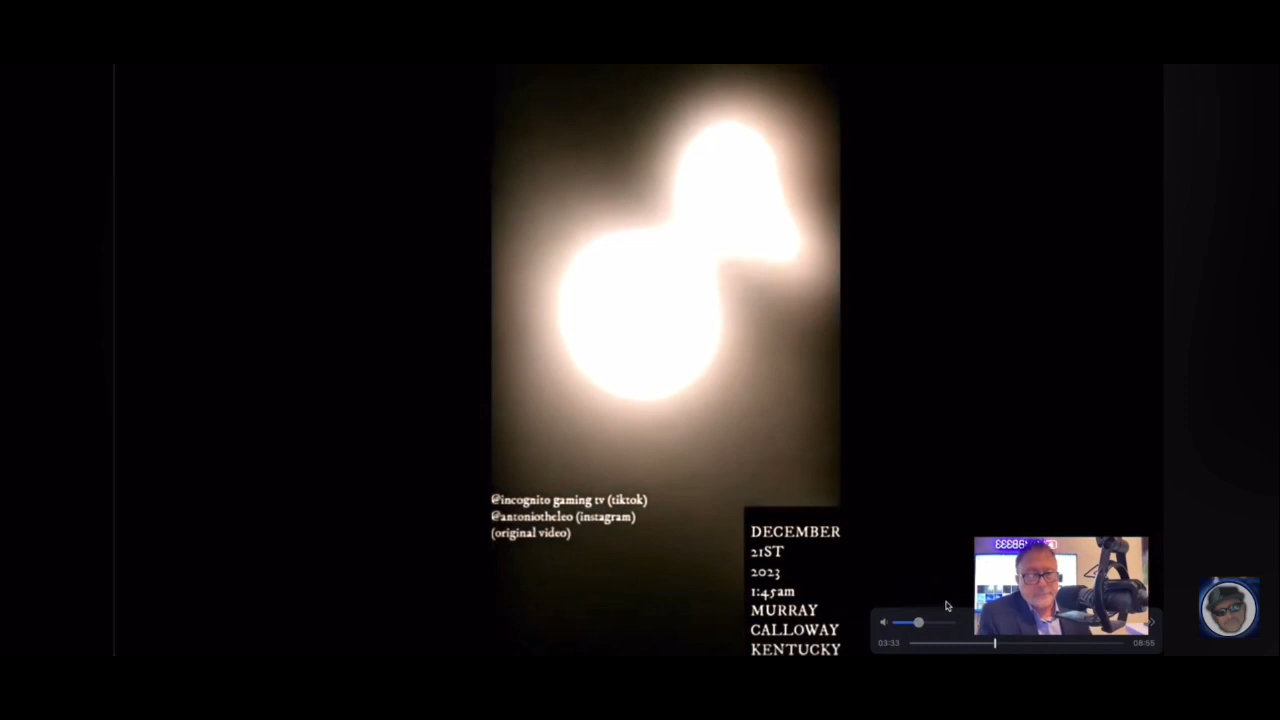 @incognito gaming tv (tiktok)
@antoniotheleo (instagram)
(original video)
DECEMBER
21ST
2023
1:45am
MURRAY
CALLOWAY
KENTUCKY
03:33
08:55